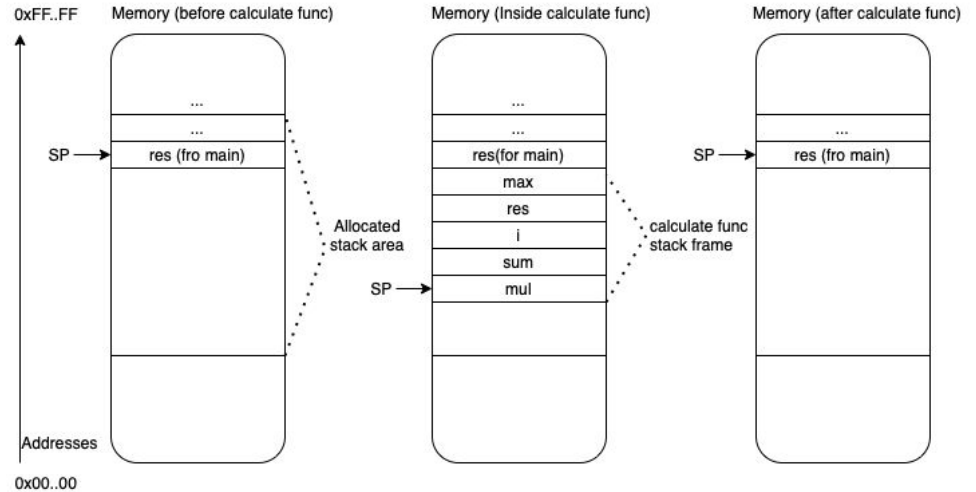 0xFF..FF
Memory (before calculate func)
Memory (Inside calculate func)
Memory (after calculate func)
...
...
SP
res (fro main)
Allocated
stack area
...
...
res(for main)
max
res
i
sum
SP
mul
calculate func
stack frame
...
SP
res (fro main)
Addresses
0x00..00